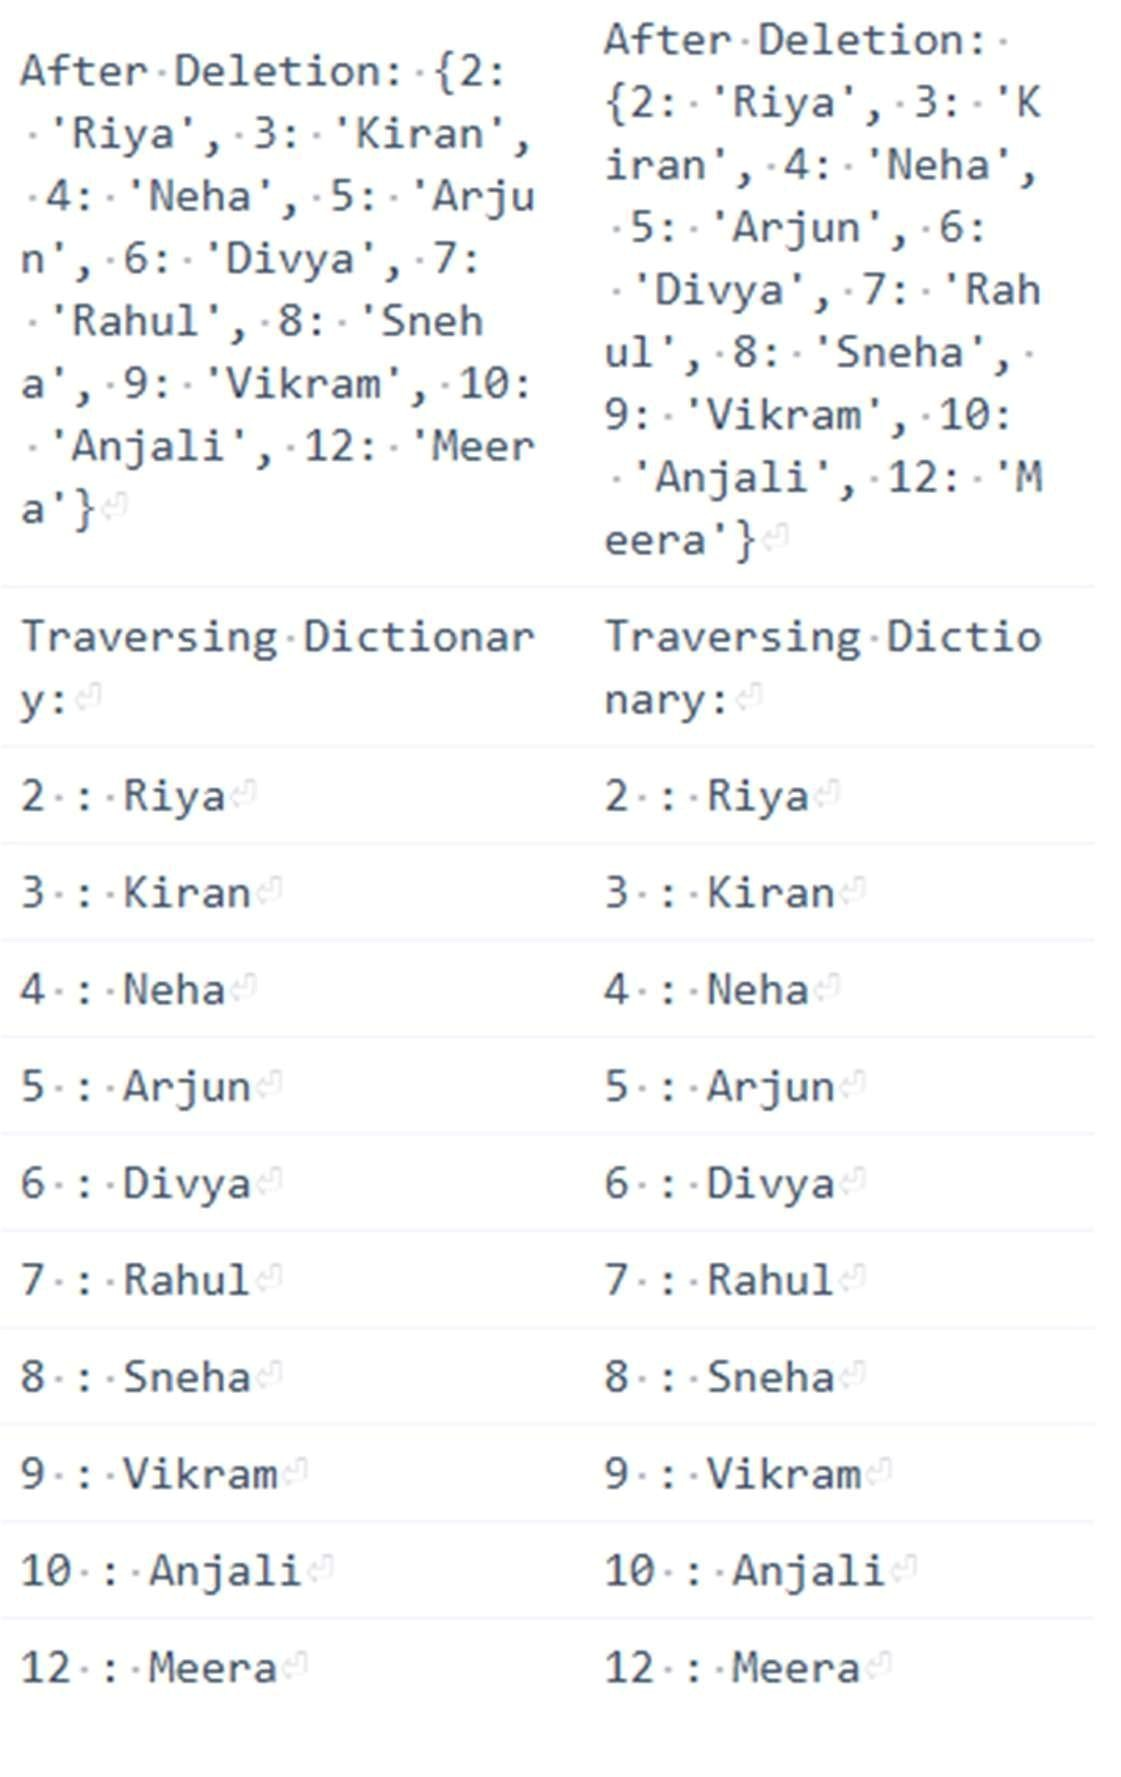 After Deletion: {2:
 'Riya', 3: 'Kiran',
 4: 'Neha', 5: 'Arju
n', 6: 'Divya', 7:
 'Rahul', 8: 'Sneh
a', 9: 'Vikram', 10:
 'Anjali', 12: 'Meer
a'}
After Deletion: 
{2: 'Riya', 3: 'K
iran', 4: 'Neha',
 5: 'Arjun', 6:
 'Divya', 7: 'Rah
ul', 8: 'Sneha', 
9: 'Vikram', 10:
 'Anjali', 12: 'M
eera'}
Traversing Dictionar
y:
Traversing Dictio
nary:
2 : Riya
2 : Riya
3 : Kiran
3 : Kiran
4 : Neha
4 : Neha
5 : Arjun
5 : Arjun
6 : Divya
6 : Divya
7 : Rahul
7 : Rahul
8 : Sneha
8 : Sneha
9 : Vikram
9 : Vikram
10 : Anjali
10 : Anjali
12 : Meera
12 : Meera